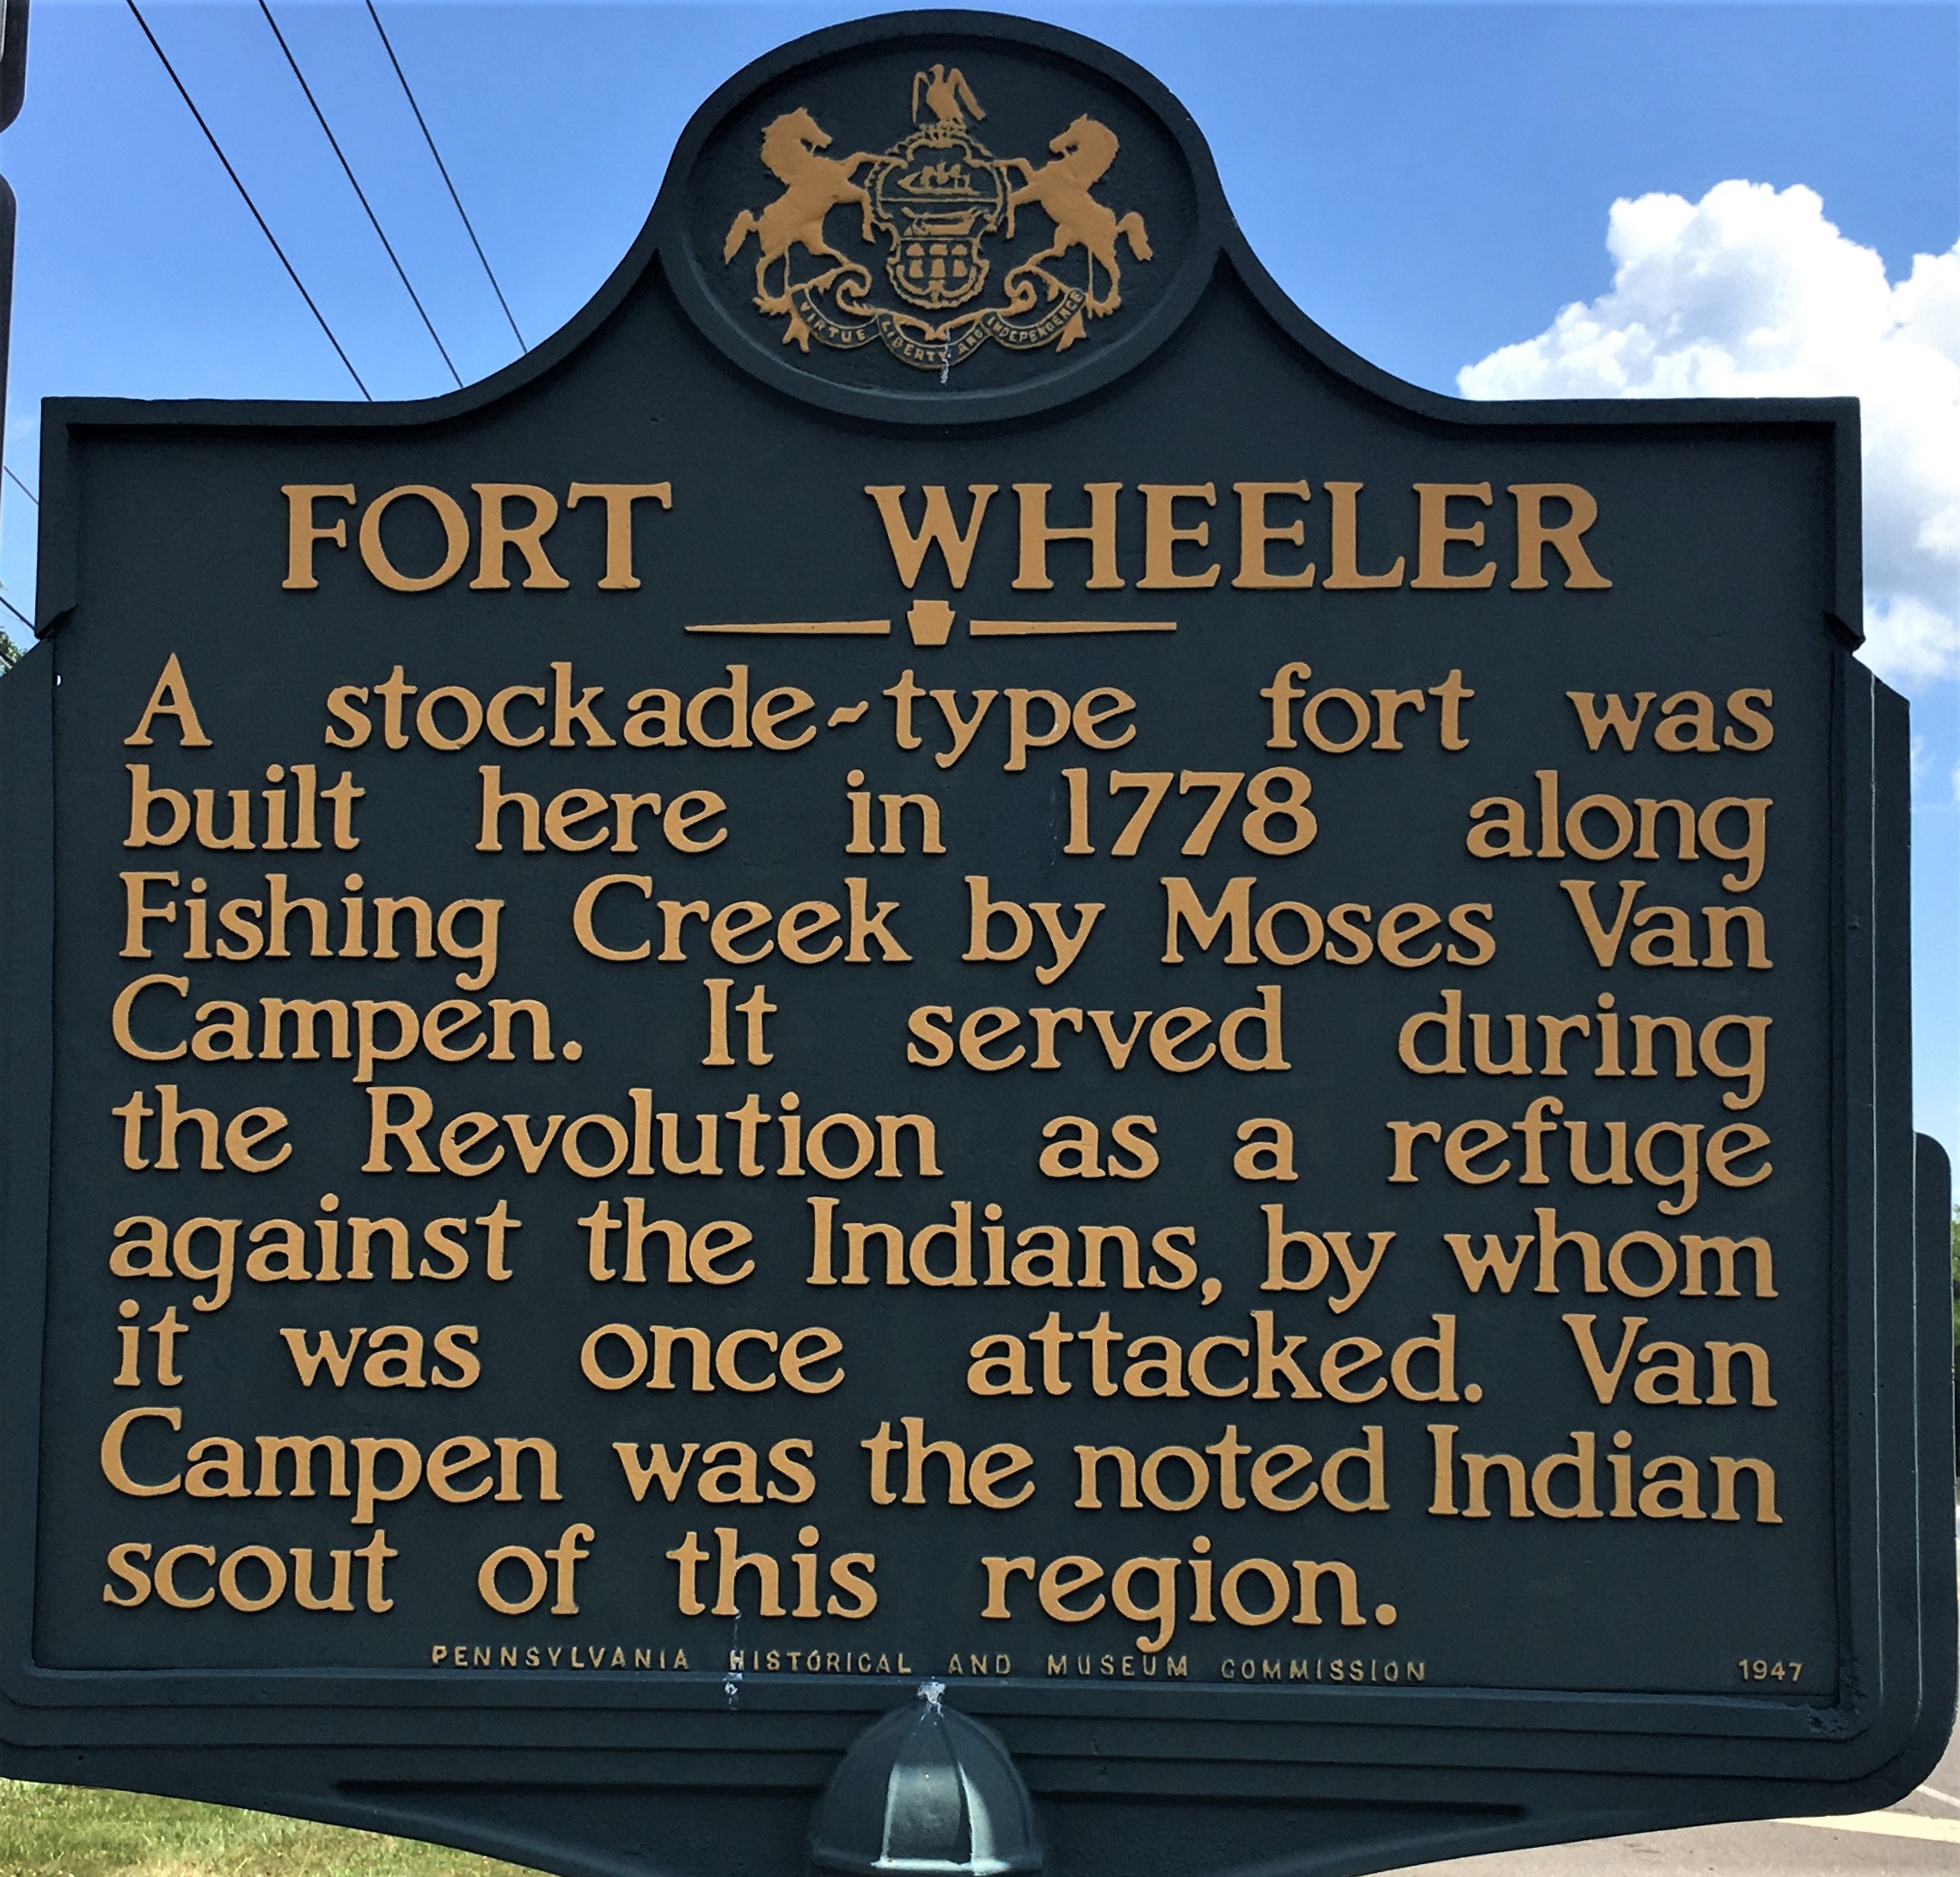 VIRTUE LIBERTY AND INDEPENDENCE
FORT WHEELER
A stockade-type fort was
built here in 1778 along
Fishing Creek by Moses Van
Campen. It served during
the Revolution as a refuge
against the Indians, by whom
it was once attacked. Van
Campen was the noted Indian
scout of this region.
PENNSYLVANIA HISTORICAL AND MUSEUM COMMISSION 1947